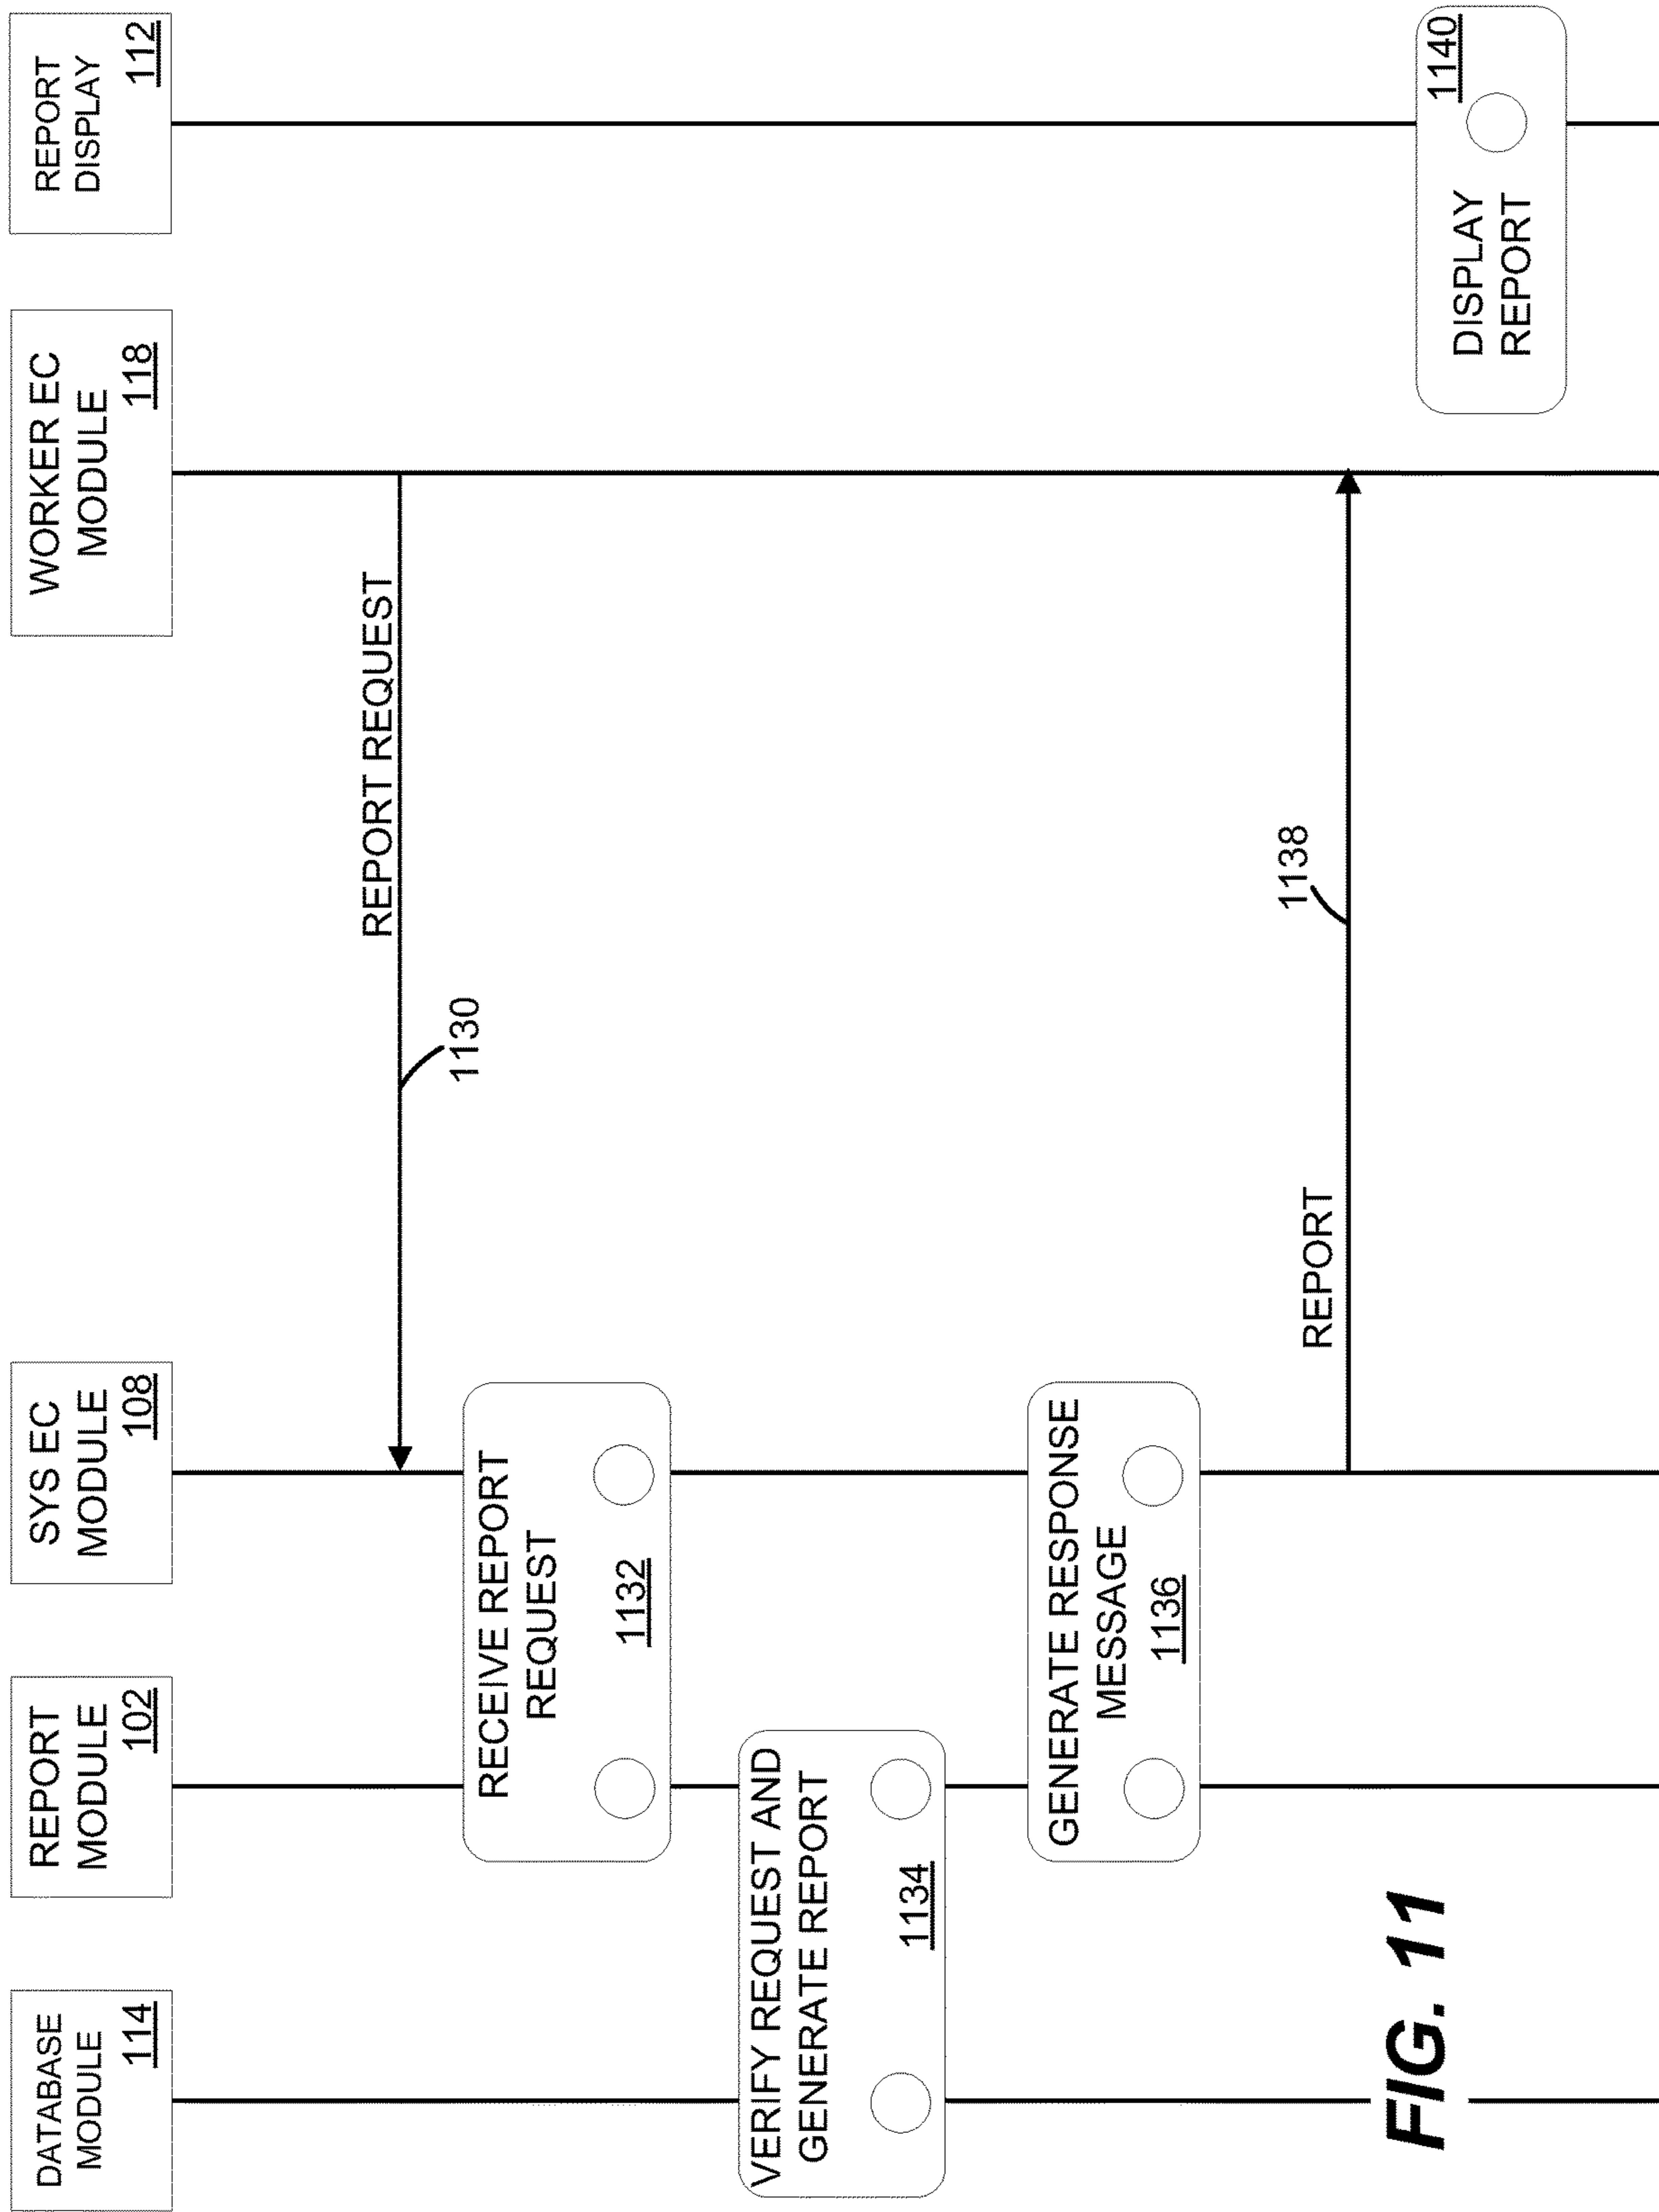 DATABASE
MODULE
114
REPORT
MODULE
102
SYS EC
MODULE
108
WORKER EC
MODULE
118
REPORT
DISPLAY
112
REPORT REQUEST
1130
RECEIVE REPORT
REQUEST
1132
VERIFY REQUEST AND
GENERATE REPORT
1134
GENERATE RESPONSE
MESSAGE
1136
REPORT
1138
DISPLAY
REPORT
1140
FIG. 11